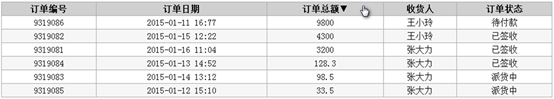 订单编号 订单日期 订单总额▼ 收货人 订单状态
9319086 2015-01-11 16:77 9800 王小玲 待付款
9319082 2015-01-15 12:22 4300 王小玲 已签收
9319081 2015-01-16 11:04 3200 张大力 已签收
9319084 2015-01-13 14:52 128.3 张大力 已签收
9319083 2015-01-14 13:12 98.5 张大力 派货中
9319085 2015-01-12 15:10 33.5 张大力 派货中